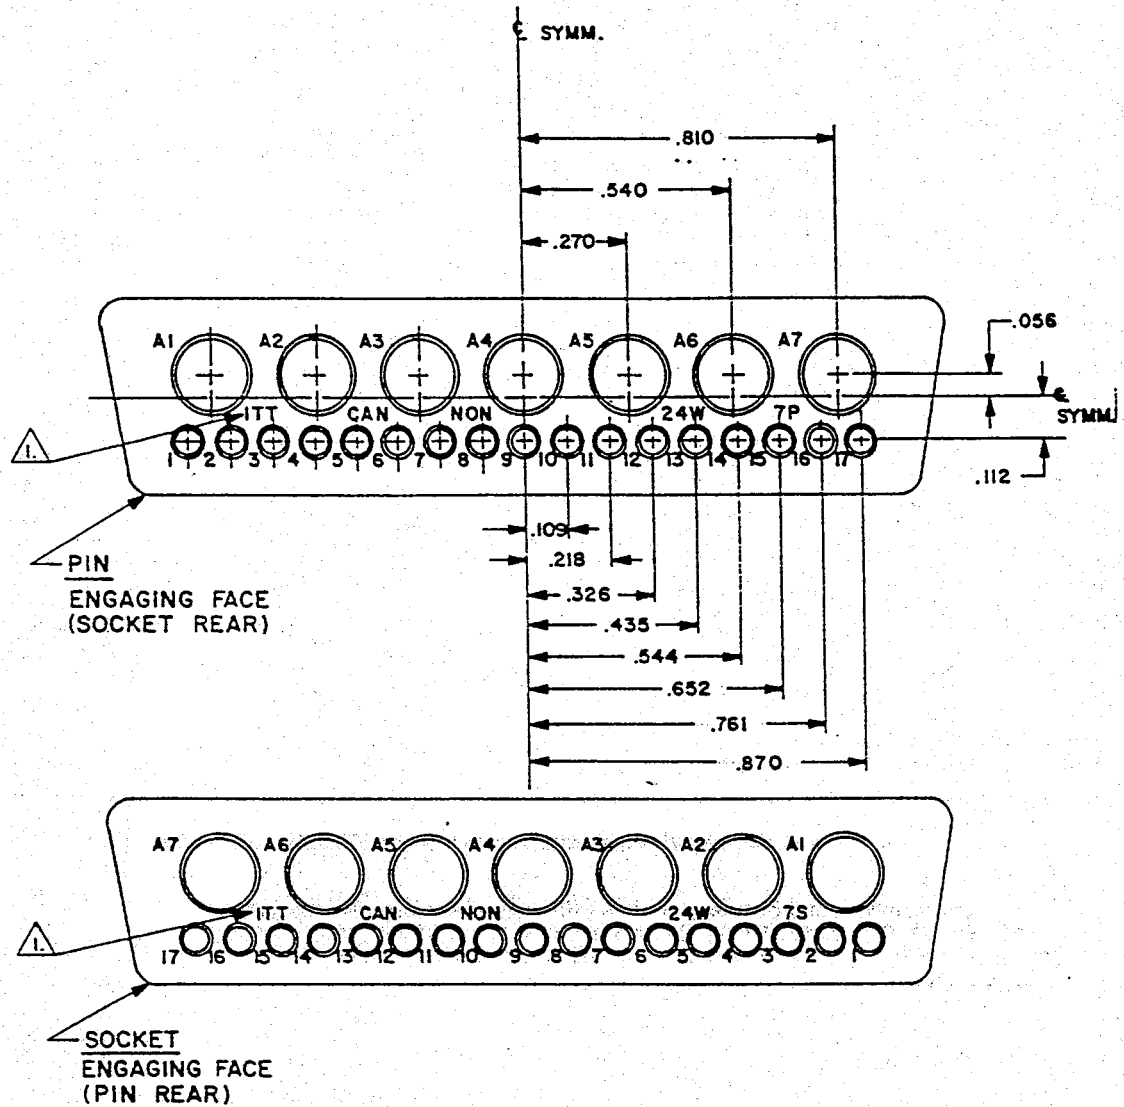 ℄ SYMM.
.810
.540
.270
.056
A1 A2 A3 A4 A5 A6 A7
℄ SYMM.
ITT CAN NON 24W 7P
1.
1 2 3 4 5 6 7 8 9 10 11 12 13 14 15 16 17
.112
.109
.218
PIN
ENGAGING FACE
(SOCKET REAR)
.326
.435
.544
.652
.761
.870
A7 A6 A5 A4 A3 A2 A1
ITT CAN NON 24W 7S
1.
17 16 15 14 13 12 11 10 9 8 7 6 5 4 3 2 1
SOCKET
ENGAGING FACE
(PIN REAR)